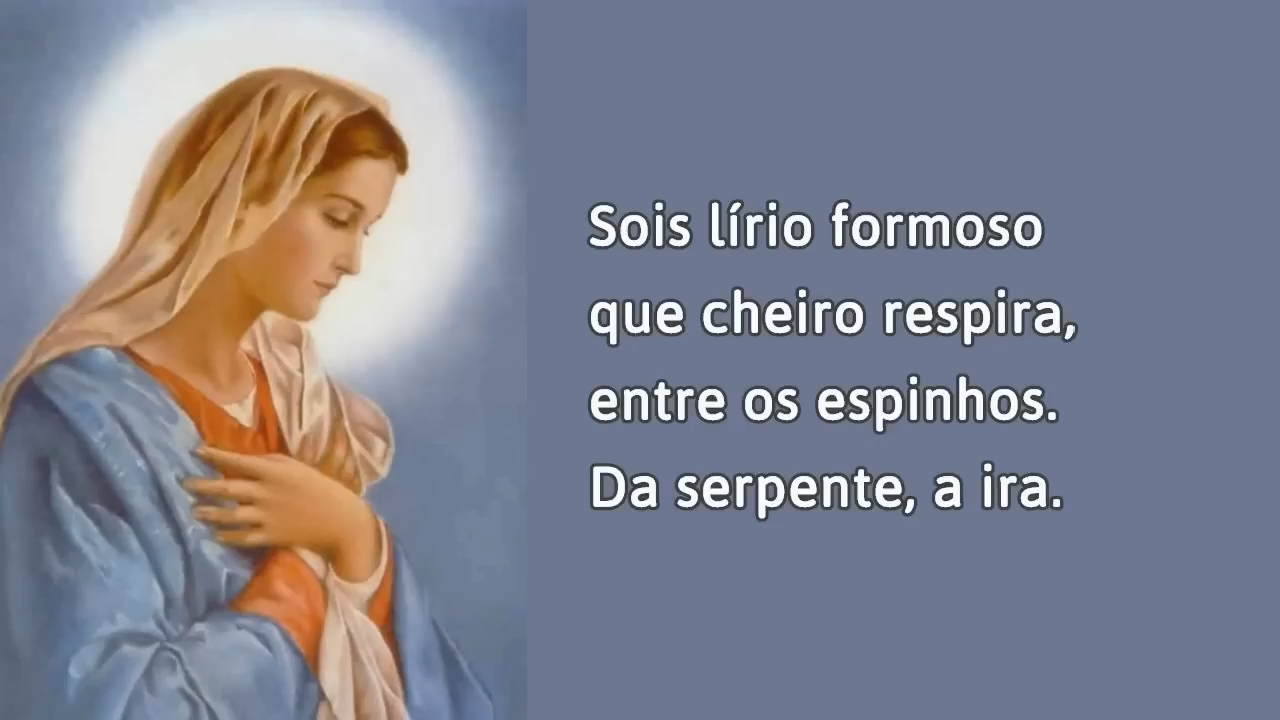 Sois lírio formoso
que cheiro respira,
entre os espinhos.
Da serpente, a ira.